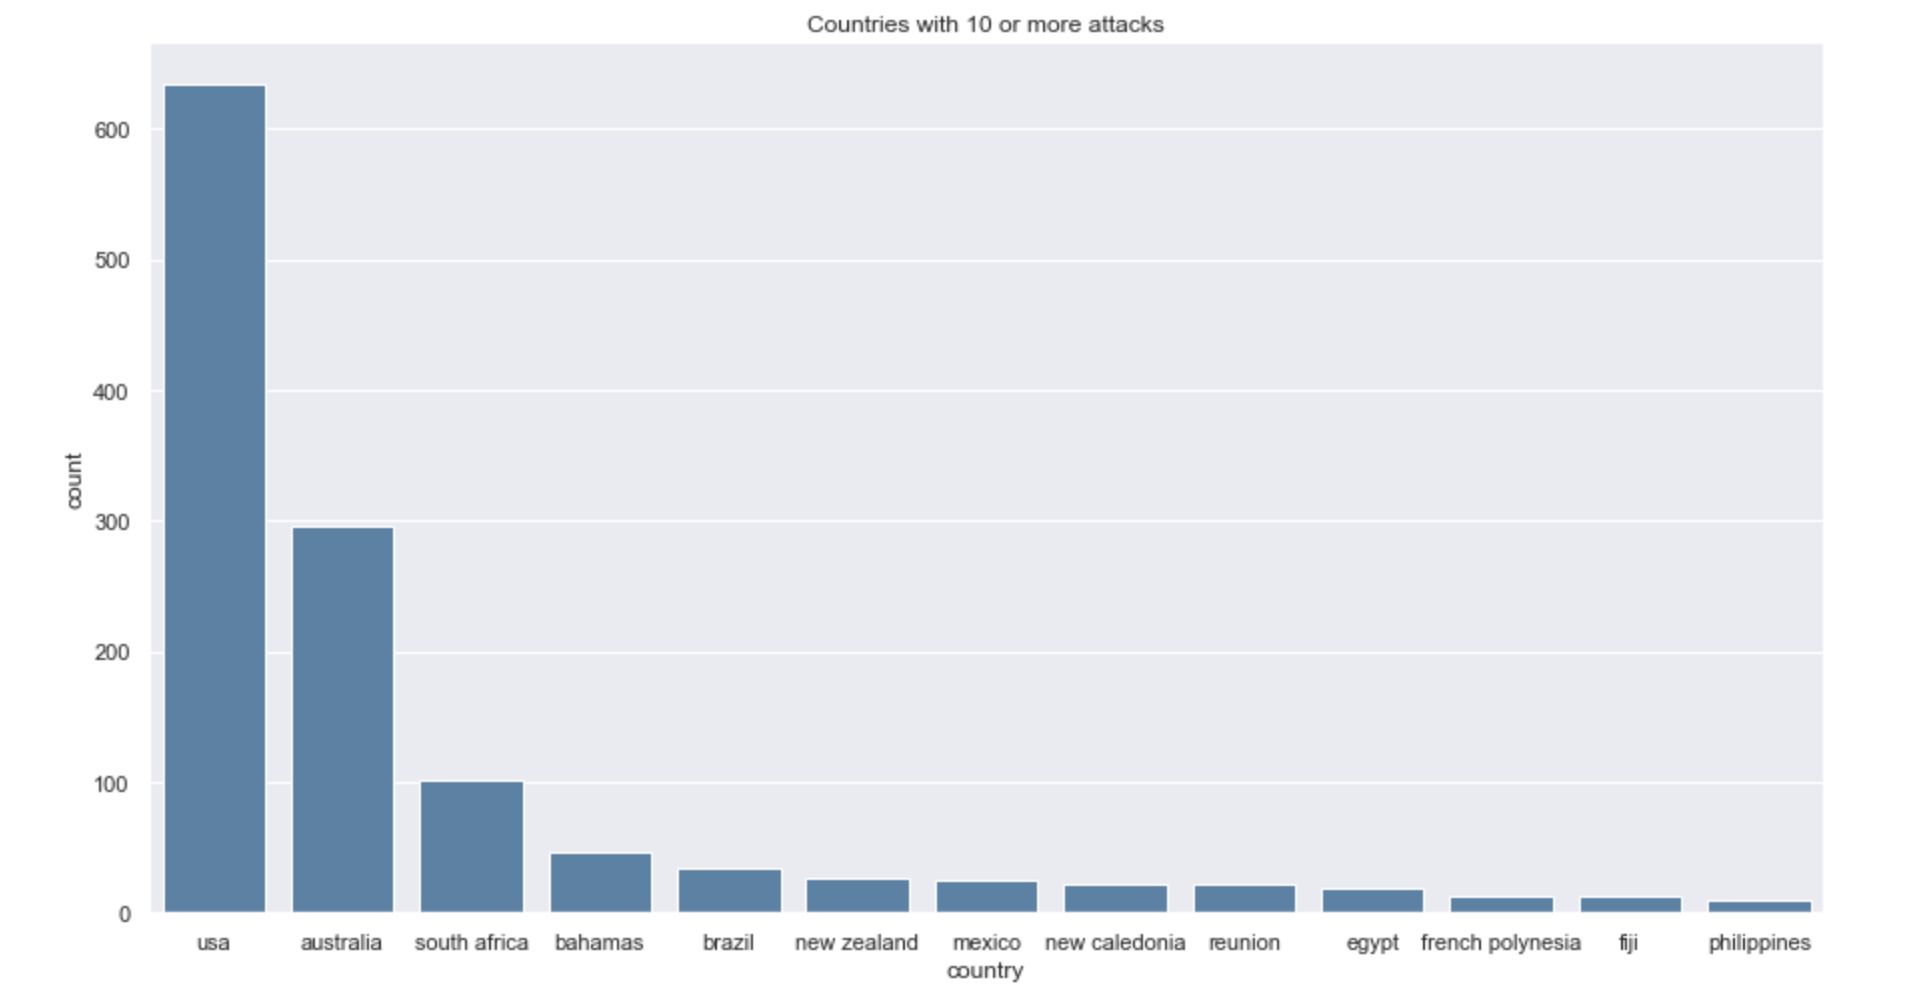 Countries with 10 or more attacks
600
500
400
300
200
100
0
count
usa australia south africa bahamas brazil new zealand mexico new caledonia reunion egypt french polynesia fiji philippines
country